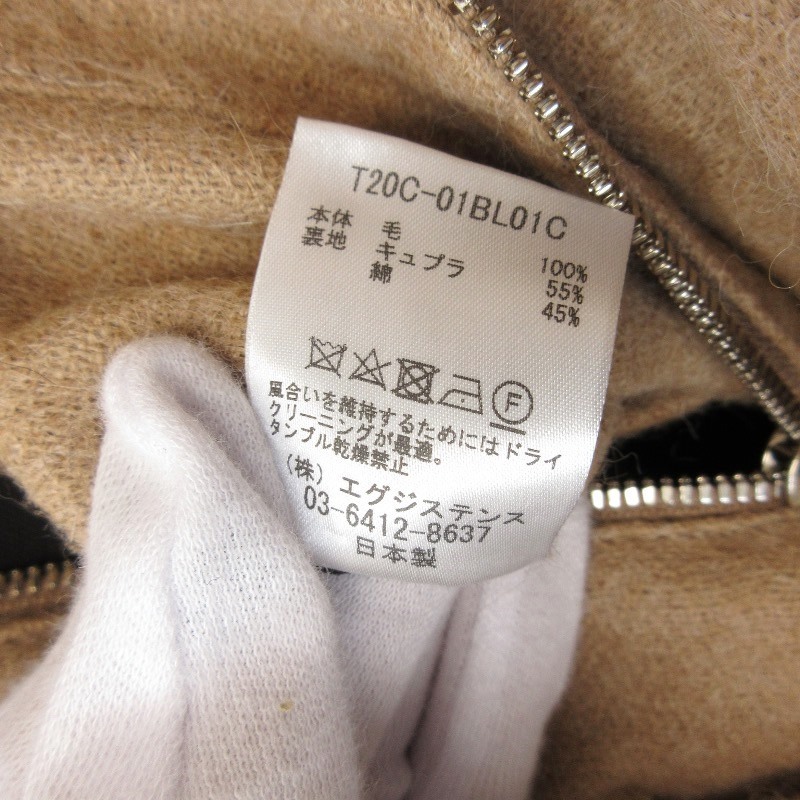 T20C-01BL01C
本体 毛 100%
裏地 キュプラ 55%
綿 45%
F
風合いを維持するためにはドライ
クリーニングが最適。
タンブル乾燥禁止
(株) エグジステンス
03-6412-8637
日本製